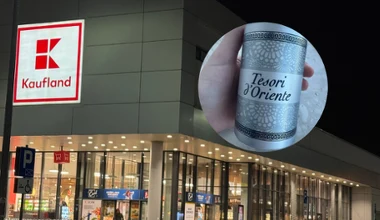 Kaufland
Tesori
d'Oriente
P